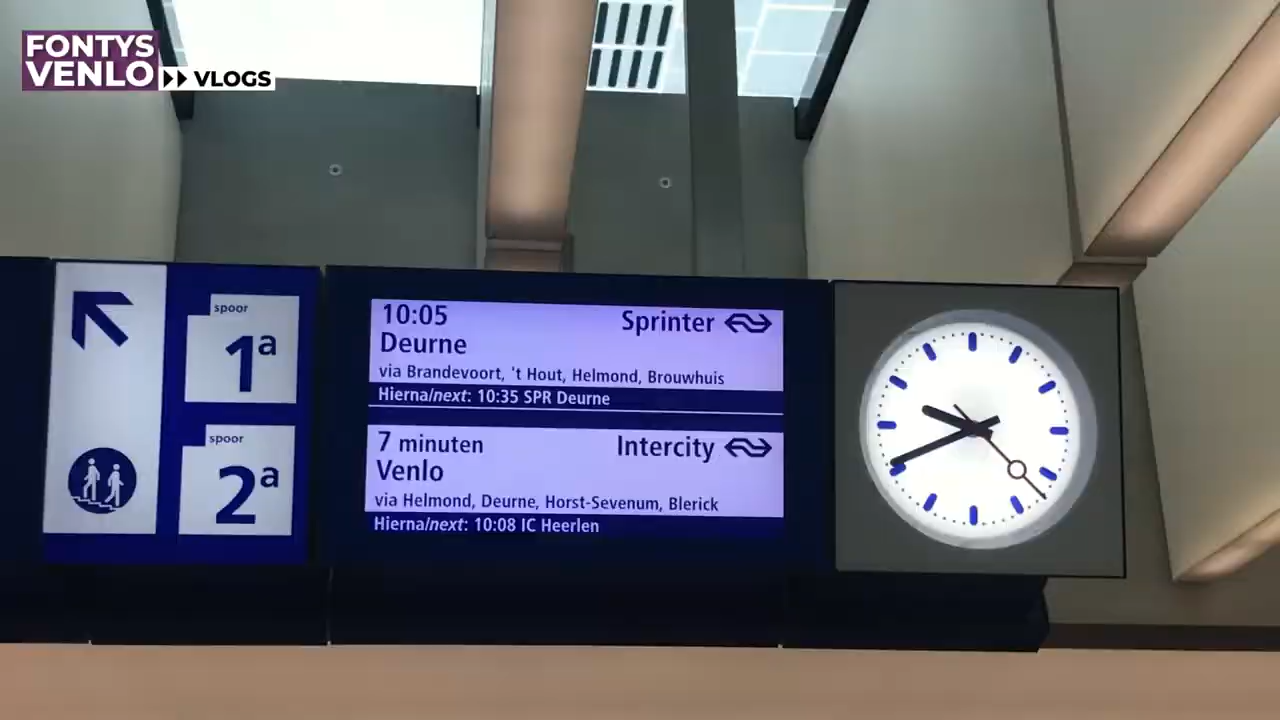 FONTYS
VENLO VLOGS
spoor
1a
spoor
2a
10:05 Sprinter
Deurne
via Brandevoort, 't Hout, Helmond, Brouwhuis
Hierna/next: 10:35 SPR Deurne
7 minuten Intercity
Venlo
via Helmond, Deurne, Horst-Sevenum, Blerick
Hierna/next: 10:08 IC Heerlen